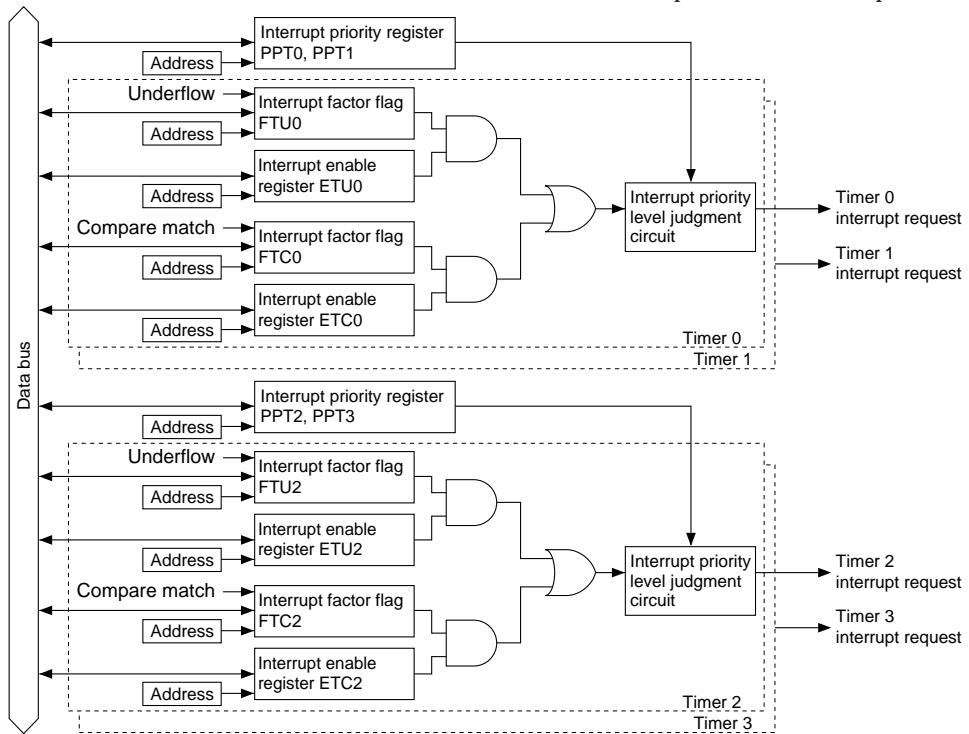 Interrupt priority register
PPT0, PPT1
Address
Underflow
Interrupt factor flag
FTU0
Address
Interrupt enable
register ETU0
Address
Compare match
Interrupt factor flag
FTC0
Address
Interrupt enable
register ETC0
Address
Interrupt priority
level judgment
circuit
Timer 0
interrupt request
Timer 1
interrupt request
Timer 0
Timer 1
Data bus
Interrupt priority register
PPT2, PPT3
Address
Underflow
Interrupt factor flag
FTU2
Address
Interrupt enable
register ETU2
Address
Compare match
Interrupt factor flag
FTC2
Address
Interrupt enable
register ETC2
Address
Interrupt priority
level judgment
circuit
Timer 2
interrupt request
Timer 3
interrupt request
Timer 2
Timer 3